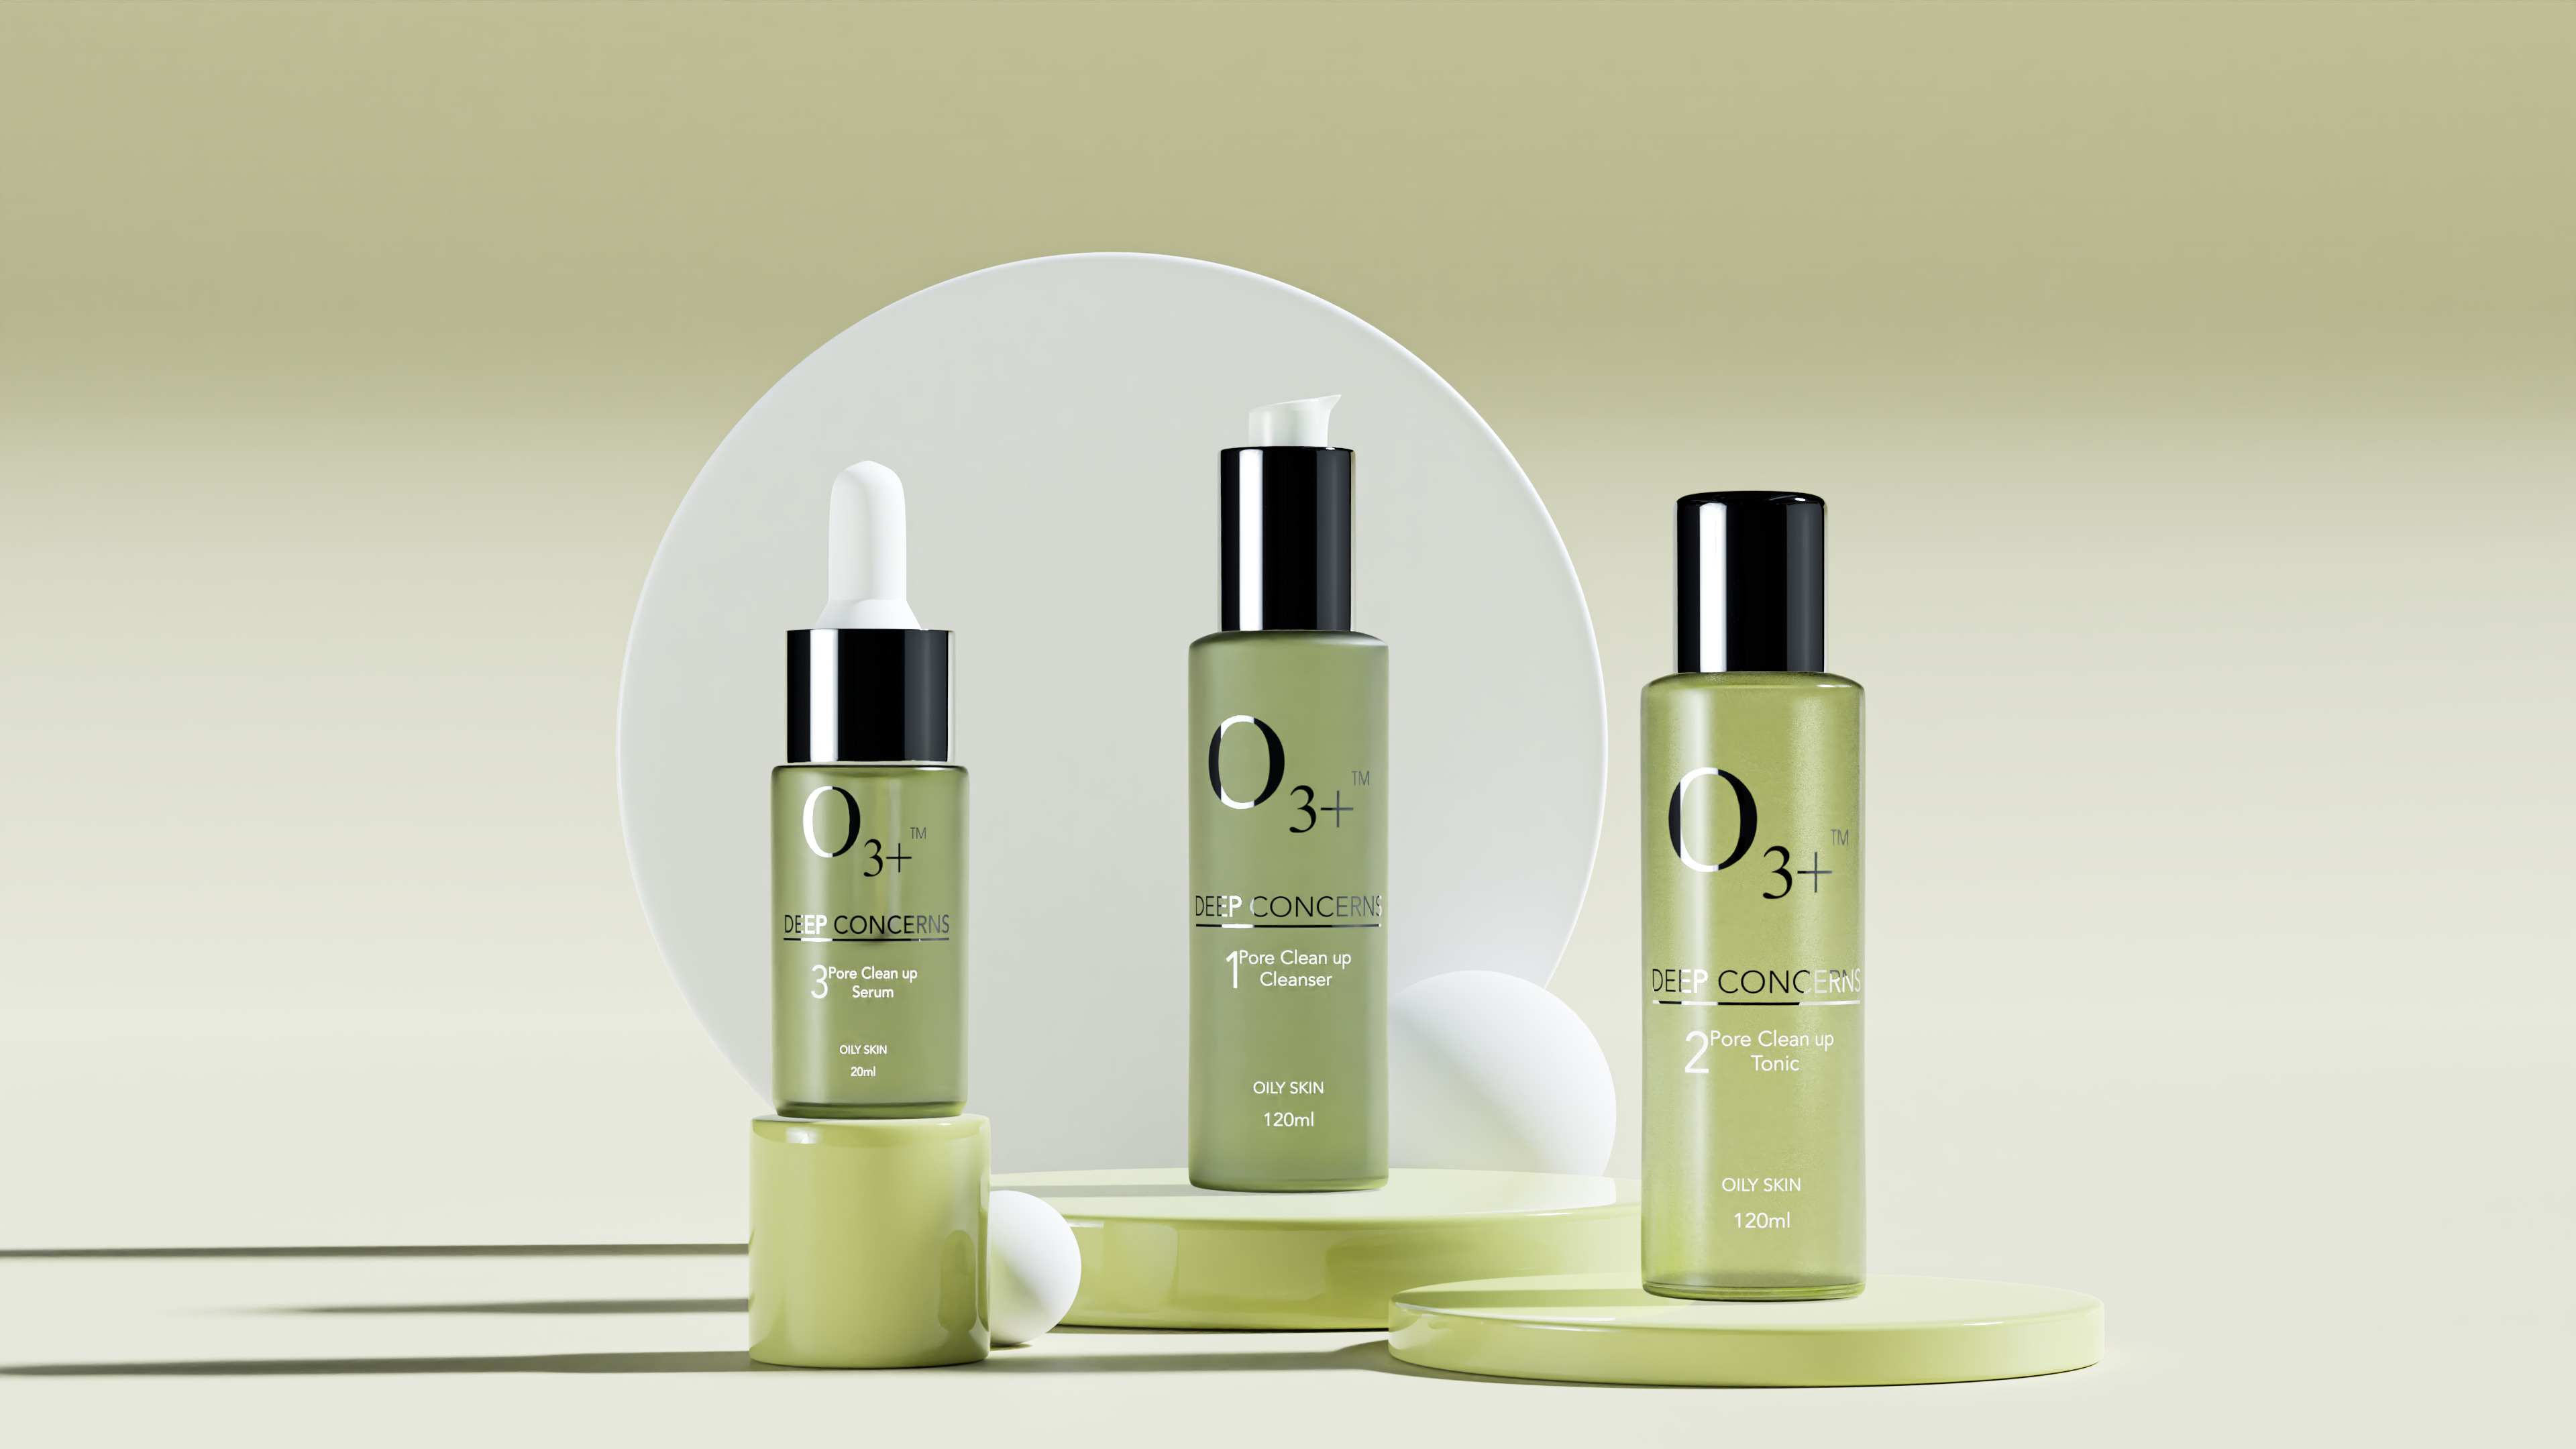 O3+™
DEEP CONCERNS
3 Pore Clean up
Serum
OILY SKIN
20ml
O3+™
DEEP CONCERNS
1 Pore Clean up
Cleanser
OILY SKIN
120ml
O3+™
DEEP CONCERNS
2 Pore Clean up
Tonic
OILY SKIN
120ml